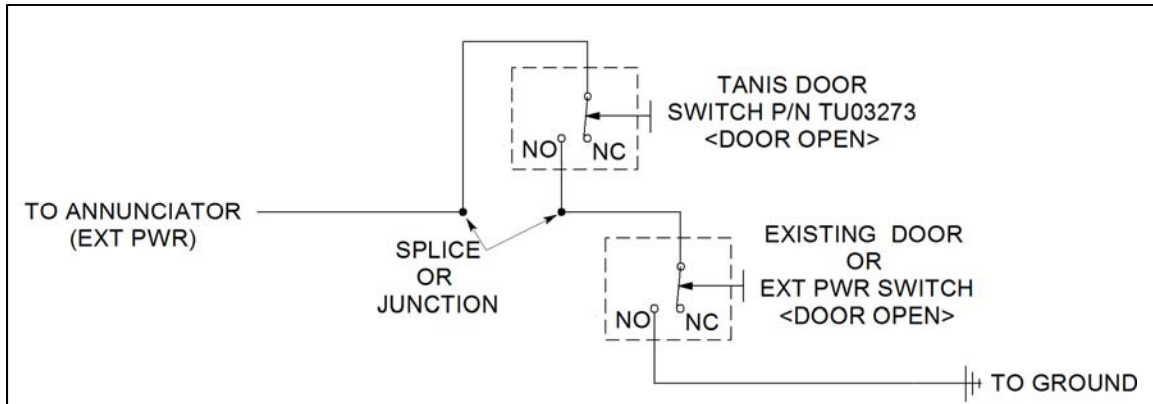 TANIS DOOR
SWITCH P/N TU03273
<DOOR OPEN>
NO
NC
TO ANNUNCIATOR
(EXT PWR)
SPLICE
OR
JUNCTION
EXISTING DOOR
OR
EXT PWR SWITCH
<DOOR OPEN>
NO
NC
TO GROUND